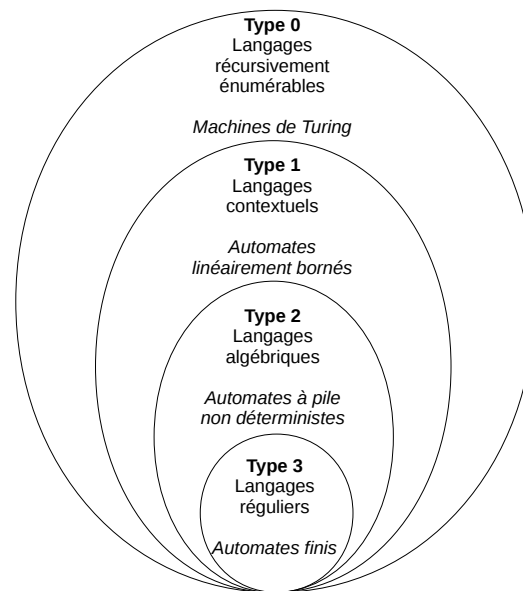 Type 0
Langages
récursivement
énumérables
Machines de Turing
Type 1
Langages
contextuels
Automates
linéairement bornés
Type 2
Langages
algébriques
Automates à pile
non déterministes
Type 3
Langages
réguliers
Automates finis